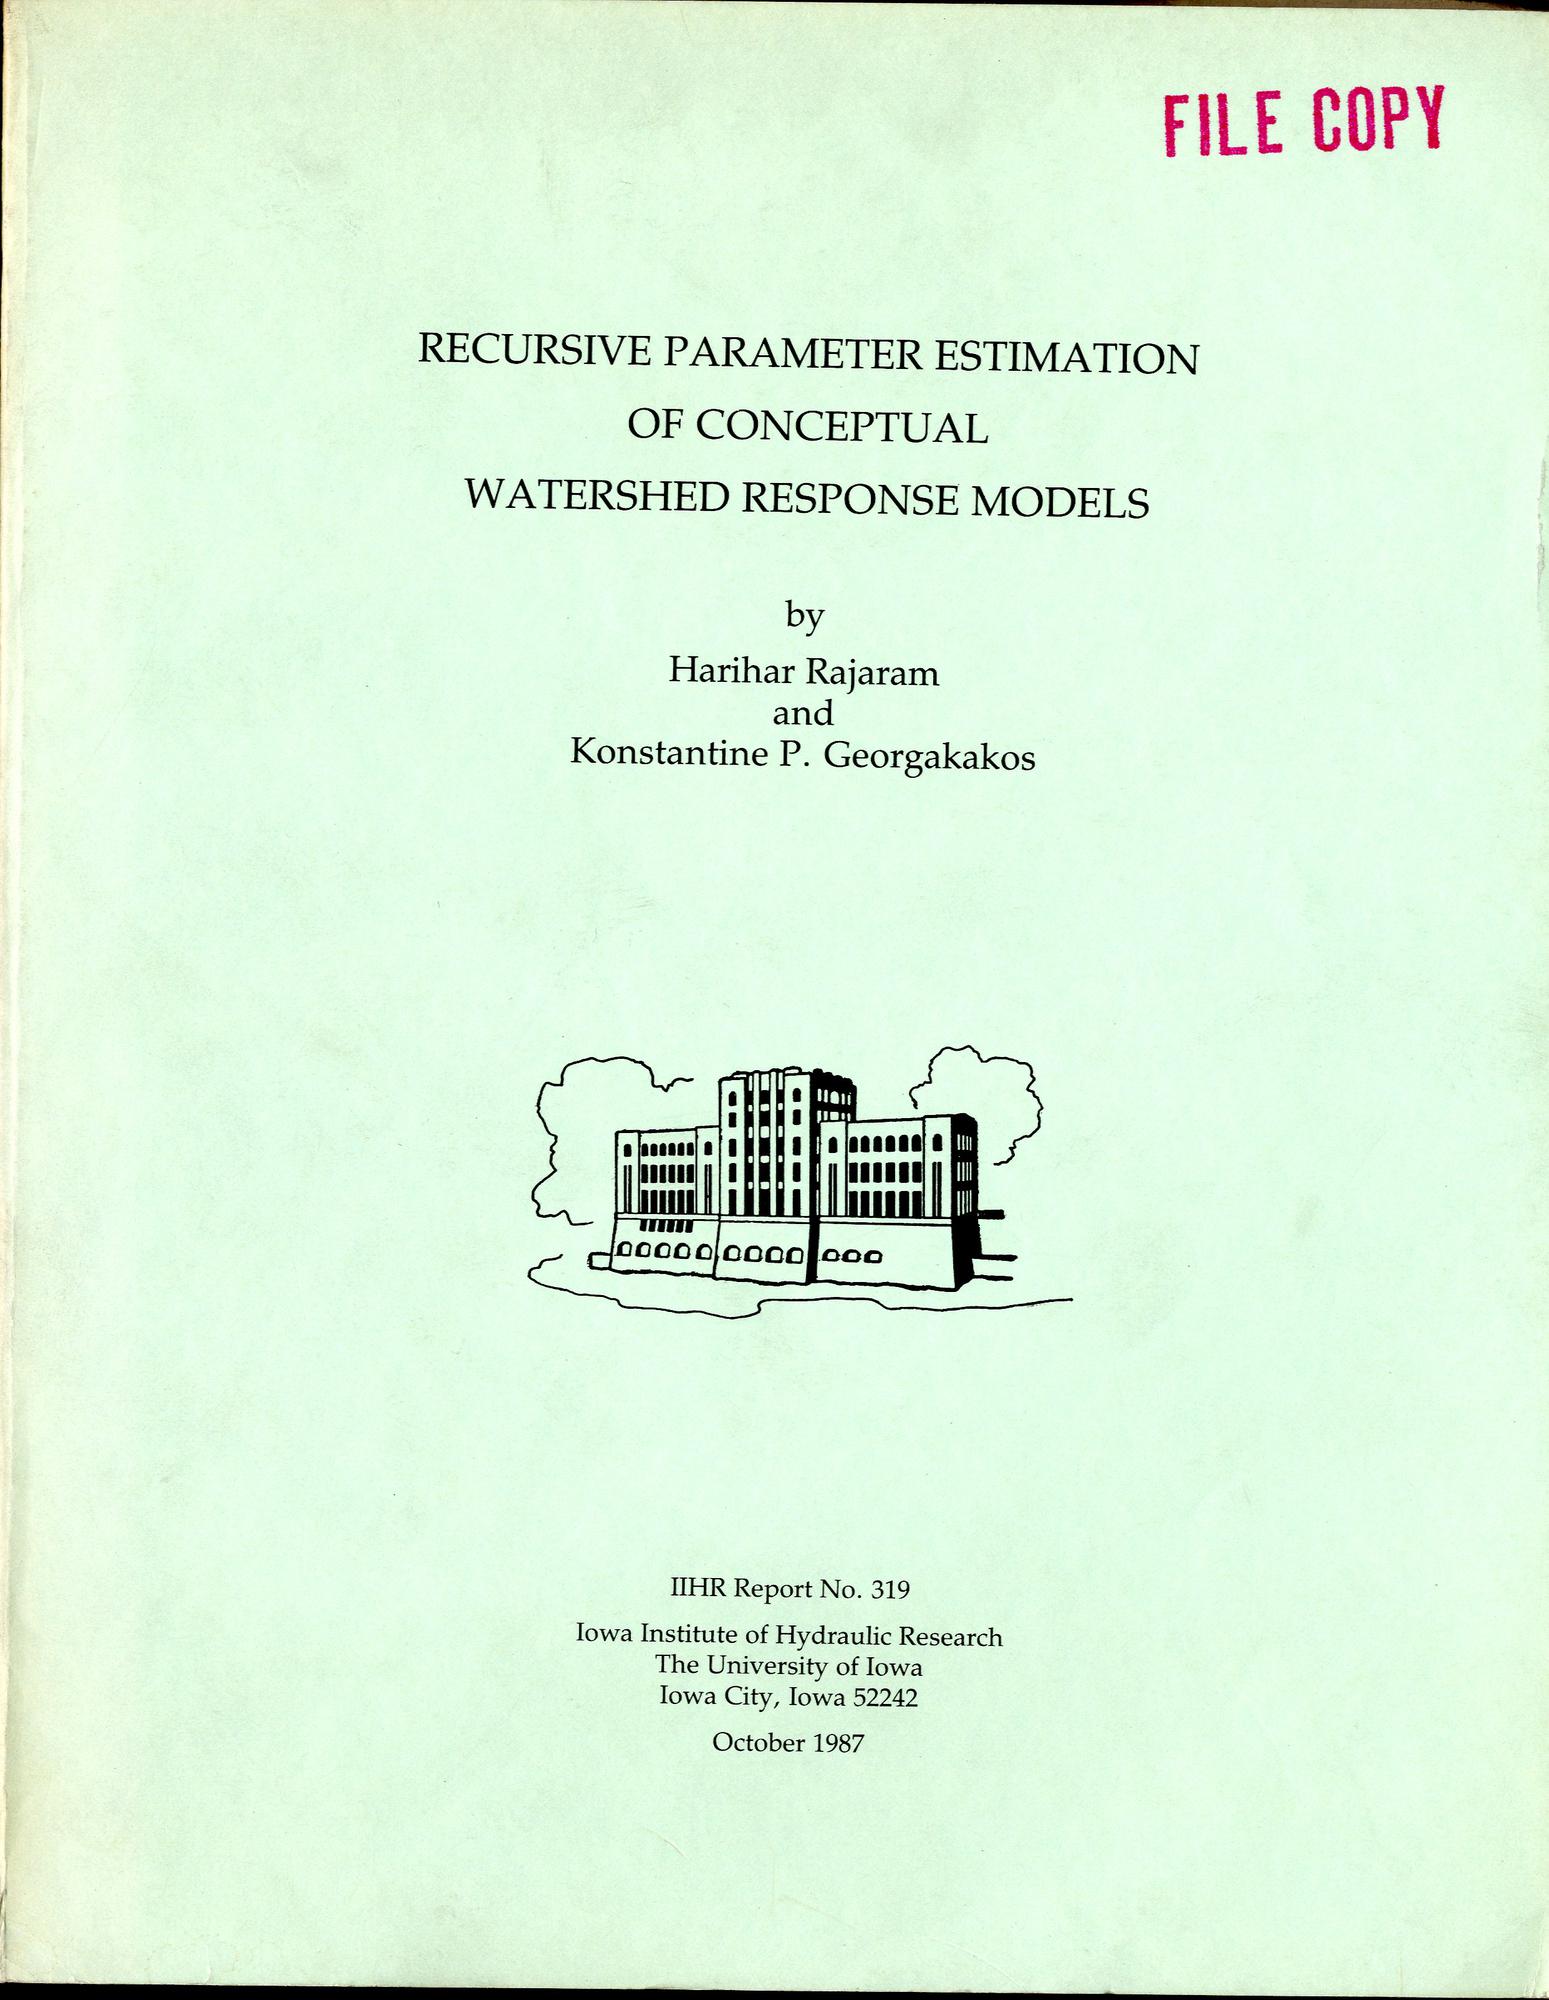 FILE COPY
RECURSIVE PARAMETER ESTIMATION
OF CONCEPTUAL
WATERSHED RESPONSE MODELS
by
Harihar Rajaram
and
Konstantine P. Georgakakos
IIHR Report No. 319
Iowa Institute of Hydraulic Research
The University of Iowa
Iowa City, Iowa 52242
October 1987